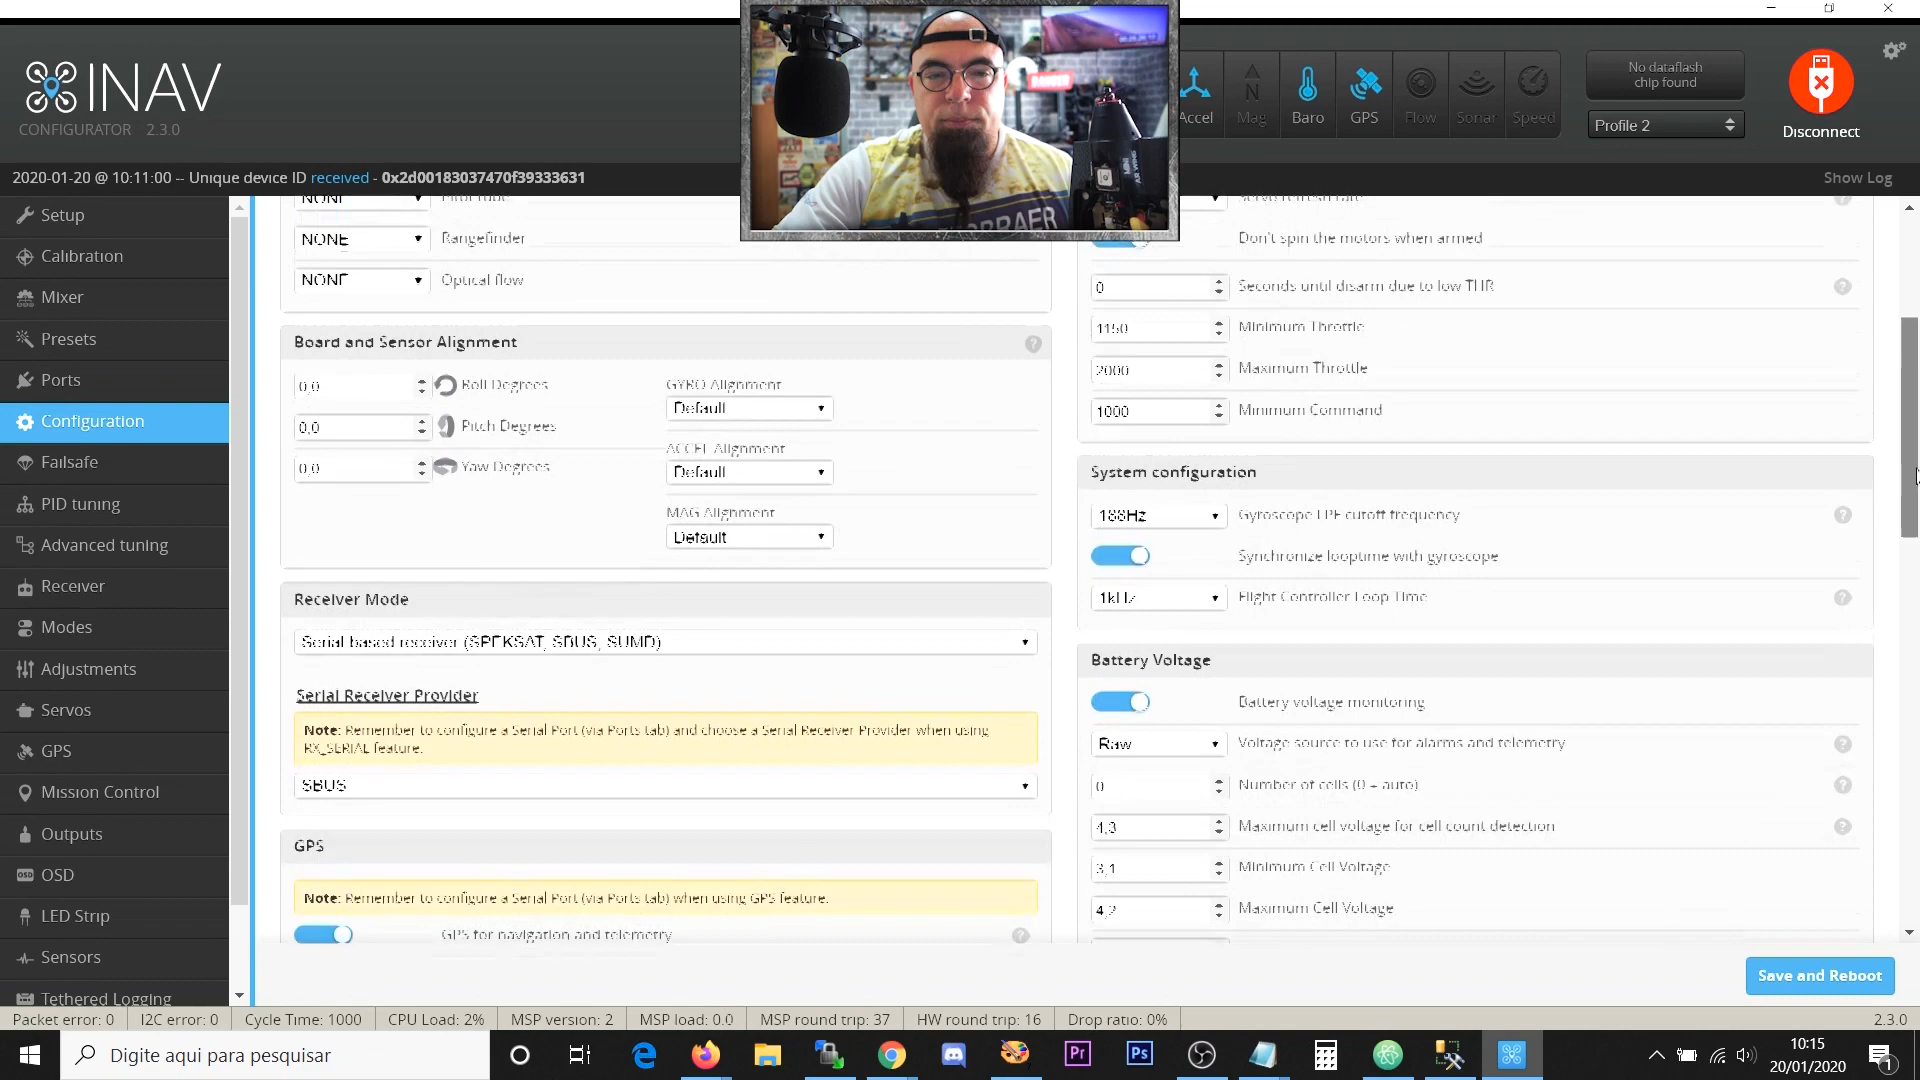 INAV
CONFIGURATOR 2.3.0
Accel
Mag
Baro
GPS
Flow
Sonar
Speed
No dataflash
chip found
Profile 2
Disconnect
2020-01-20 @ 10:11:00 -- Unique device ID received - 0x2d00183037470f39333631
Show Log
Setup
Calibration
Mixer
Presets
Ports
Configuration
Failsafe
PID tuning
Advanced tuning
Receiver
Modes
Adjustments
Servos
GPS
Mission Control
Outputs
OSD
LED Strip
Sensors
Tethered Logging
NONE Pitot tube
NONE Rangefinder
NONE Optical flow
Board and Sensor Alignment
0,0 Roll Degrees
0,0 Pitch Degrees
0,0 Yaw Degrees
GYRO Alignment
Default
ACCEL Alignment
Default
MAG Alignment
Default
Receiver Mode
Serial based receiver (SPEKSAT, SBUS, SUMD)
Serial Receiver Provider
Note: Remember to configure a Serial Port (via Ports tab) and choose a Serial Receiver Provider when using
RX_SERIAL feature.
SBUS
GPS
Note: Remember to configure a Serial Port (via Ports tab) when using GPS feature.
GPS for navigation and telemetry
Servo refresh rate
Don't spin the motors when armed
0 Seconds until disarm due to low THR
1150 Minimum Throttle
2000 Maximum Throttle
1000 Minimum Command
System configuration
188Hz Gyroscope LPF cutoff frequency
Synchronize looptime with gyroscope
1kHz Flight Controller Loop Time
Battery Voltage
Battery voltage monitoring
Raw Voltage source to use for alarms and telemetry
0 Number of cells (0 = auto)
4,3 Maximum cell voltage for cell count detection
3,1 Minimum Cell Voltage
4,2 Maximum Cell Voltage
Save and Reboot
Packet error: 0 I2C error: 0 Cycle Time: 1000 CPU Load: 2% MSP version: 2 MSP load: 0.0 MSP round trip: 37 HW round trip: 16 Drop ratio: 0% 2.3.0
Digite aqui para pesquisar
Pr
Ps
10:15
20/01/2020
1